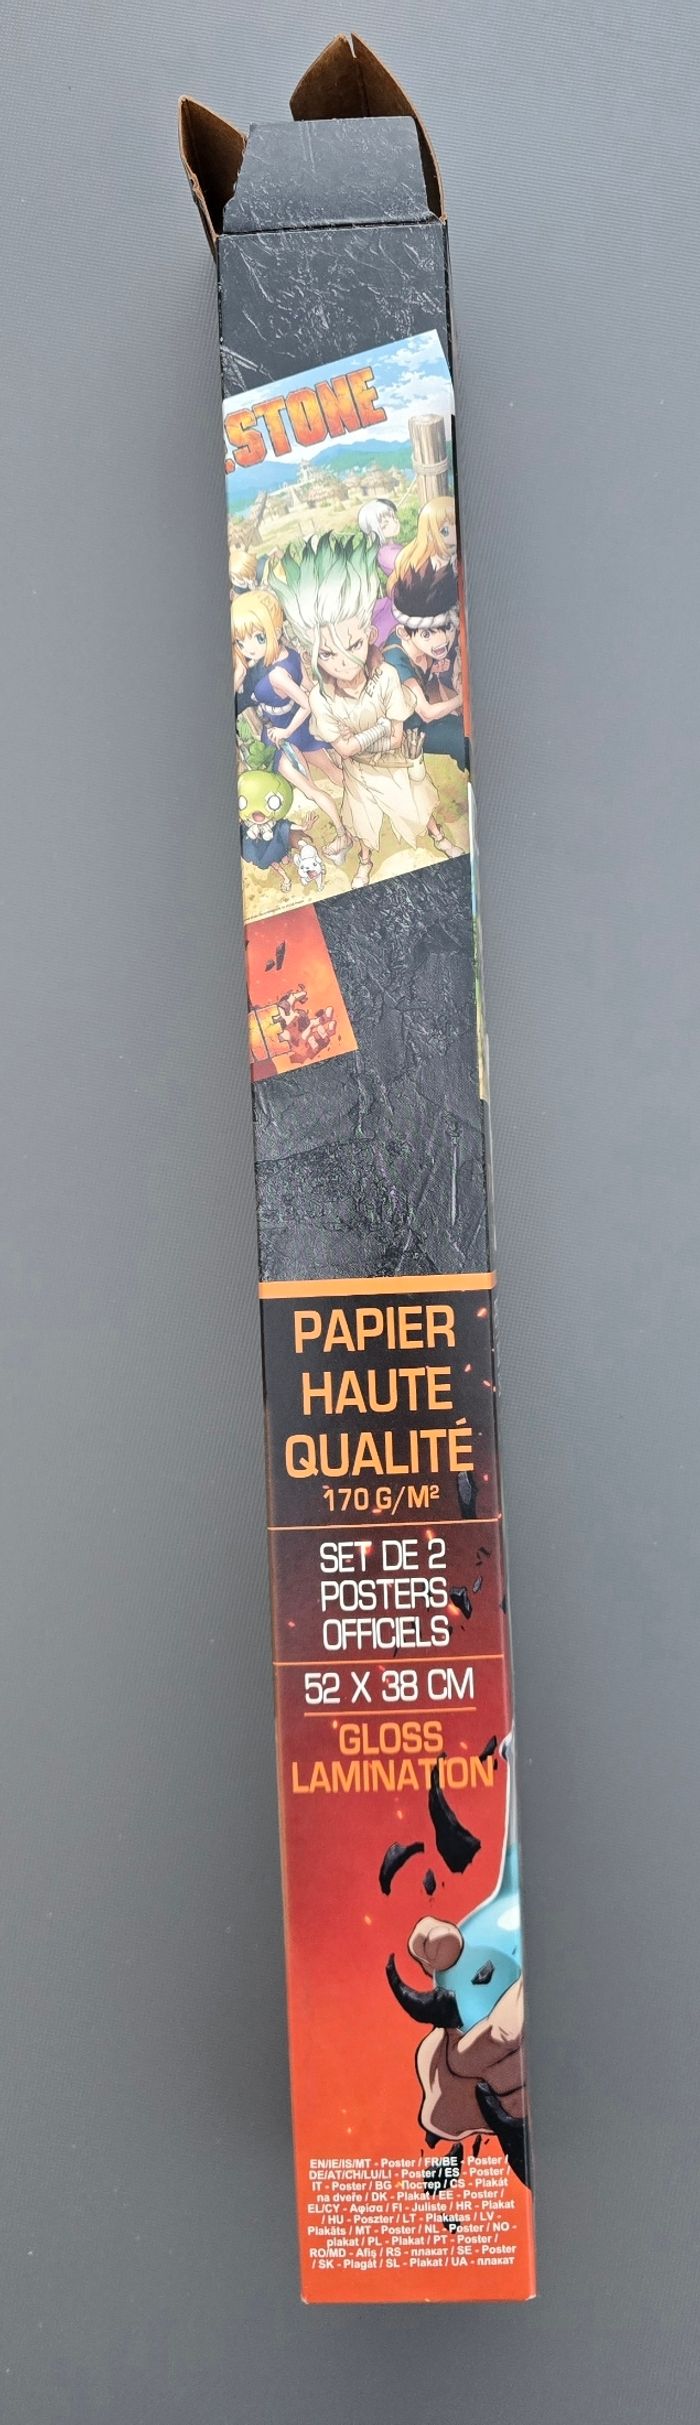 .STONE
NE
PAPIER
HAUTE
QUALITÉ
170 G/M²
SET DE 2
POSTERS
OFFICIELS
52 X 38 CM
GLOSS
LAMINATION
EN/IE/IS/MT - Poster / FR/BE - Poster /
DE/AT/CH/LU/LI - Poster / ES - Poster /
IT - Poster / BG - Постер / CS - Plakát
na dveře / DK - Plakat / EE - Poster /
EL/CY - Αφίσα / FI - Juliste / HR - Plakat
/ HU - Poszter / LT - Plakatas / LV -
Plakāts / MT - Poster / NL - Poster / NO -
plakat / PL - Plakat / PT - Poster /
RO/MD - Afiş / RS - плакат / SE - Poster
/ SK - Plagát / SL - Plakat / UA - плакат